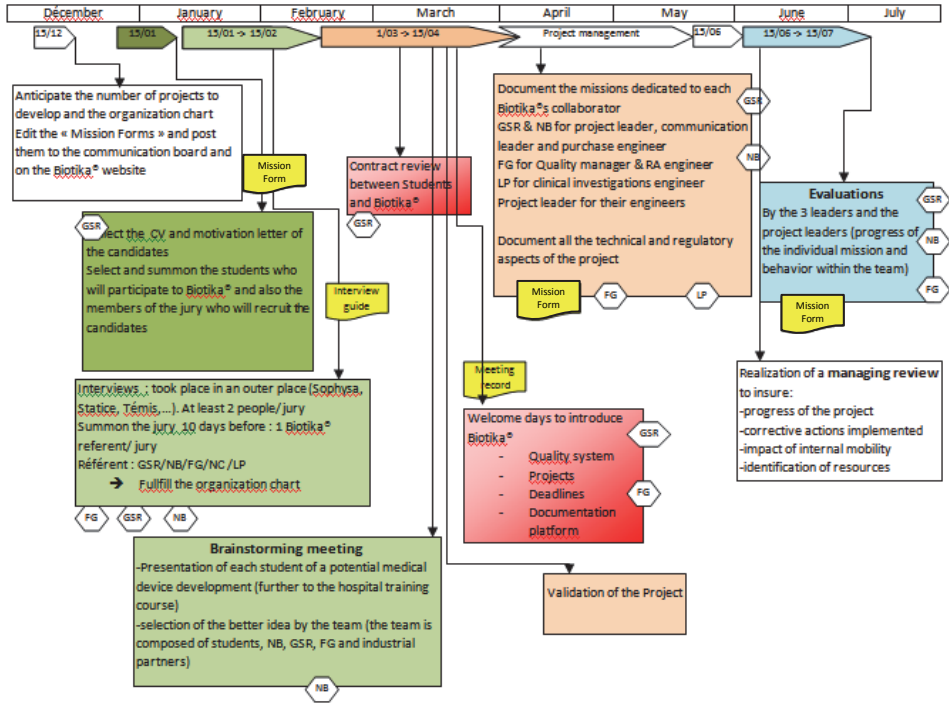 Décember January February March April May June July
15/12
15/01
15/01 -> 15/02
1/03 -> 15/04
Project management
15/06
15/06 -> 15/07
Anticipate the number of projects to
develop and the organization chart
Edit the « Mission Forms » and post
them to the communication board and
on the Biotika® website
Mission
Form
GSR
the CV and motivation letter of
the candidates
Select and summon the students who
will participate to Biotika® and also the
members of the jury who will recruit the
candidates
Interview
guide
Interviews : took place in an outer place (Sophysa,
Statice, Témis,...). At least 2 people/ jury
Summon the jury 10 days before : 1 Biotika®
referent/ jury
Référent : GSR/NB/FG/NC/LP
➔ Fullfill the organization chart
FG
GSR
NB
Brainstorming meeting
-Presentation of each student of a potential medical
device development (further to the hospital training
course)
-selection of the better idea by the team (the team is
composed of students, NB, GSR, FG and industrial
partners)
NB
Contract review
between Students
and Biotika®
GSR
Meeting
record
Welcome days to introduce
Biotika®
- Quality system
- Projects
- Deadlines
- Documentation
platform
GSR
FG
Validation of the Project
Document the missions dedicated to each
Biotika®s collaborator
GSR & NB for project leader, communication
leader and purchase engineer
FG for Quality manager & RA engineer
LP for clinical investigations engineer
Project leader for their engineers
Document all the technical and regulatory
aspects of the project
GSR
NB
Mission
Form
FG
LP
Evaluations
By the 3 leaders and the
project leaders (progress of
the individual mission and
behavior within the team)
GSR
NB
FG
Mission
Form
Realization of a managing review
to insure:
-progress of the project
-corrective actions implemented
-impact of internal mobility
-identification of resources